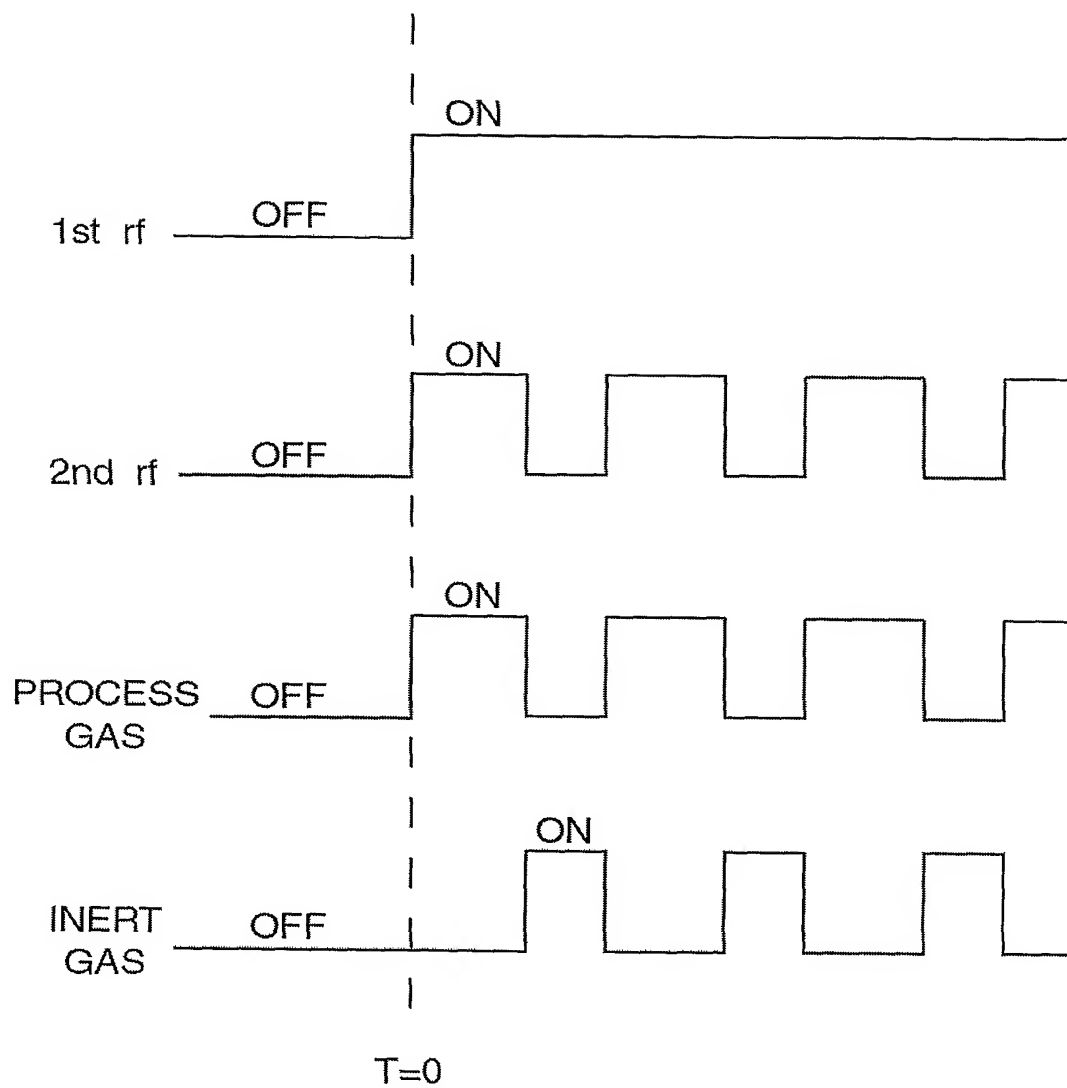 ON
1st rf OFF
ON
2nd rf OFF
ON
PROCESS GAS OFF
ON
INERT GAS OFF
T=0